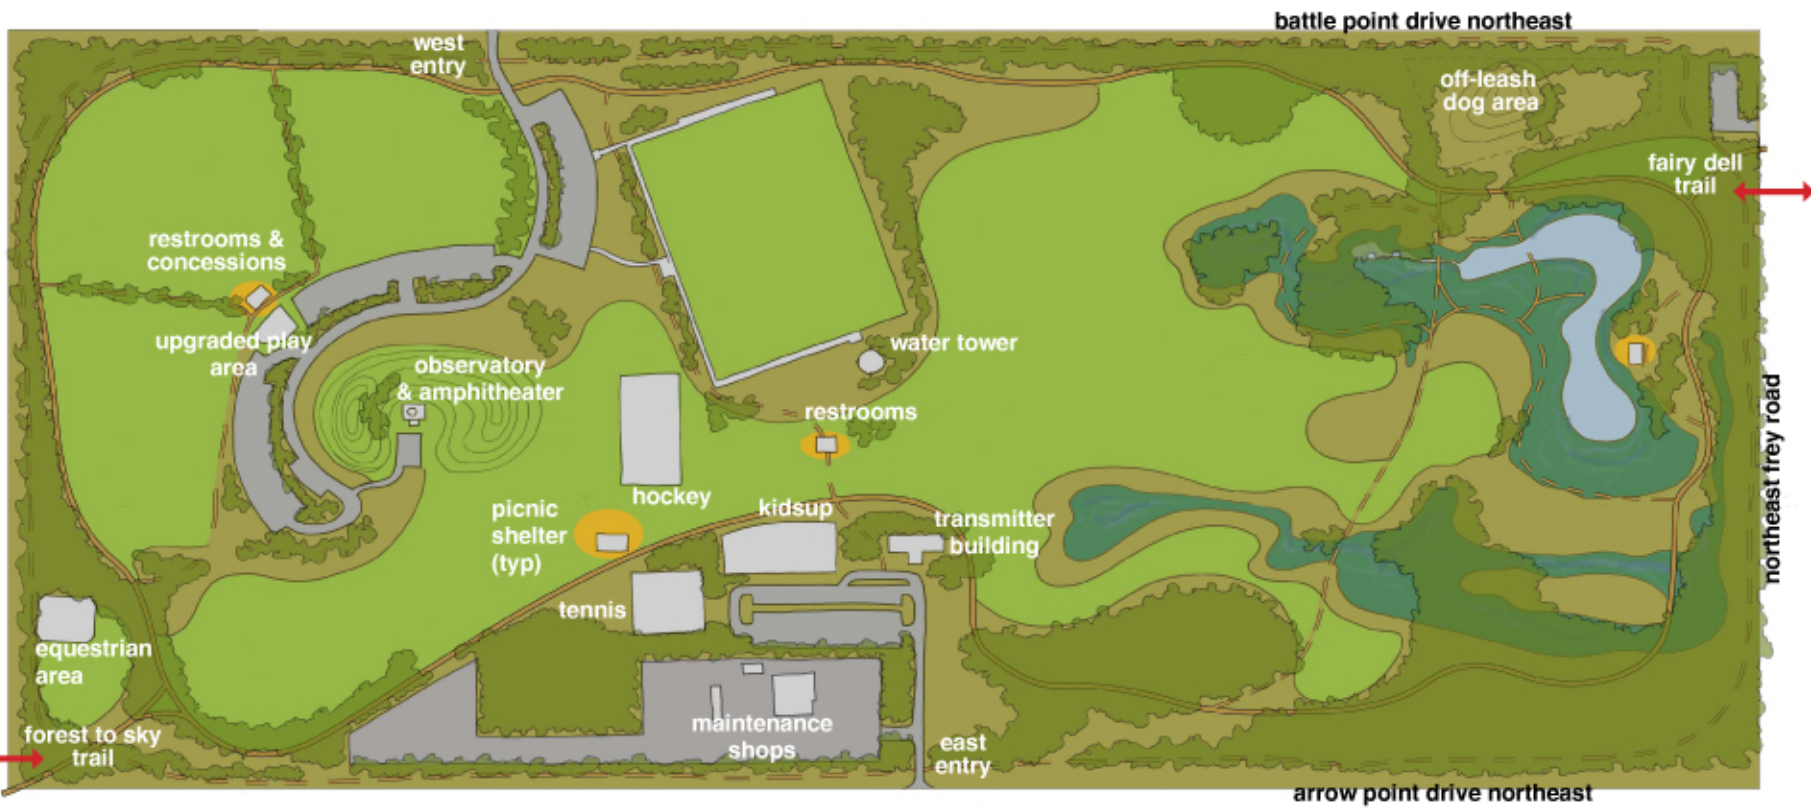 battle point drive northeast
west
entry
off-leash
dog area
fairy dell
trail
restrooms &
concessions
upgraded play
area
observatory
& amphitheater
water tower
restrooms
northeast frey road
hockey
kidsup
picnic
shelter
(typ)
transmitter
building
tennis
equestrian
area
maintenance
shops
forest to sky
trail
east
entry
arrow point drive northeast